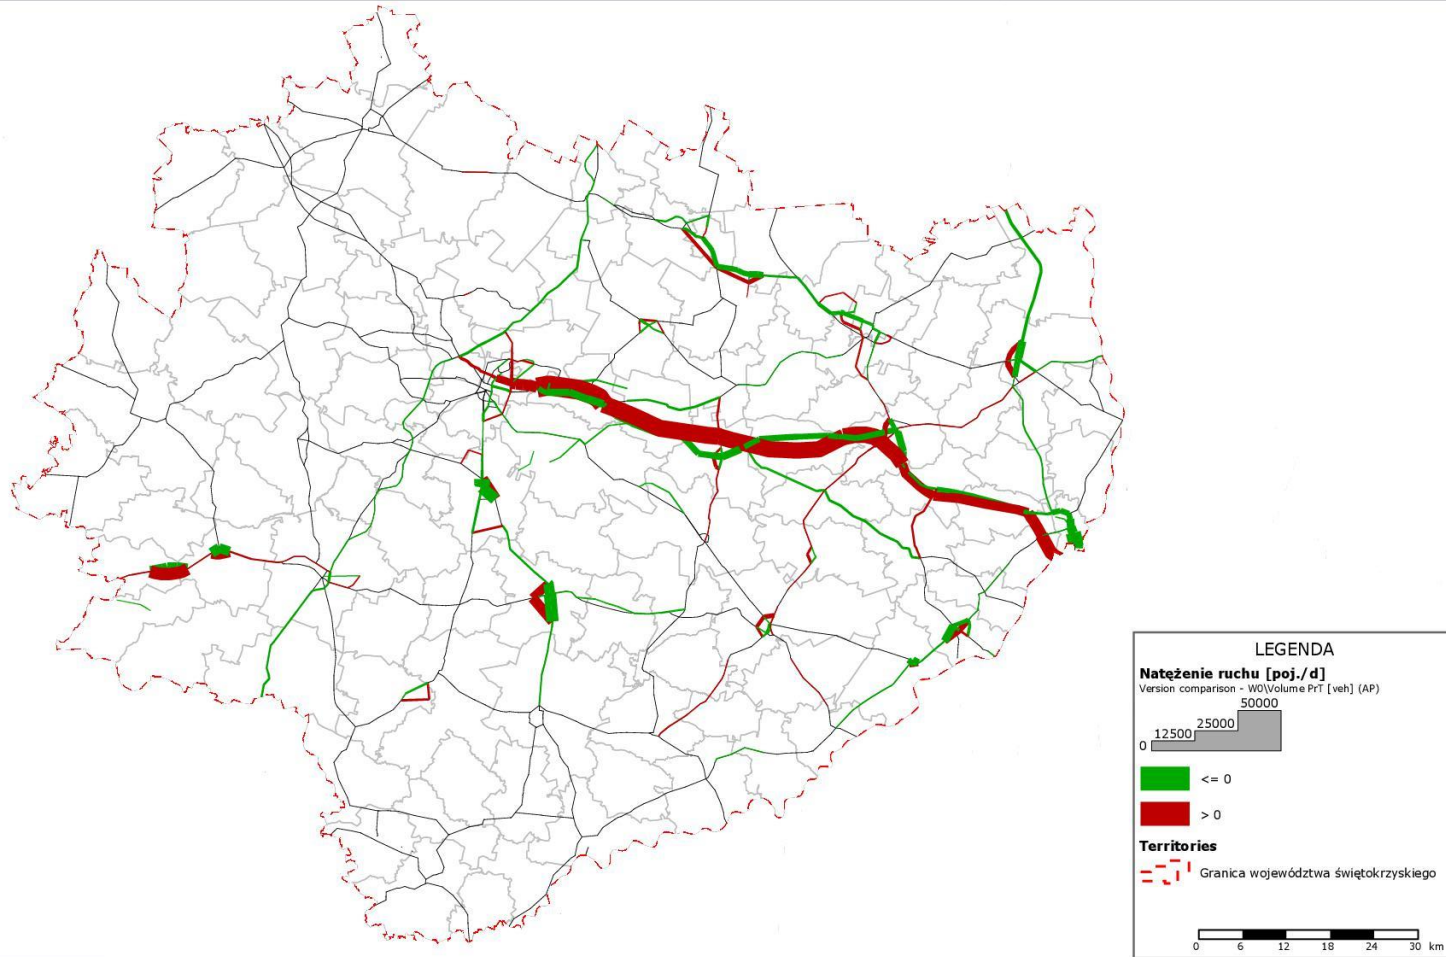 LEGENDA
Natężenie ruchu [poj./d]
Version comparison - W0\Volume PrT [veh] (AP)
50000
25000
12500
0
<= 0
> 0
Territories
Granica województwa świętokrzyskiego
0 6 12 18 24 30 km